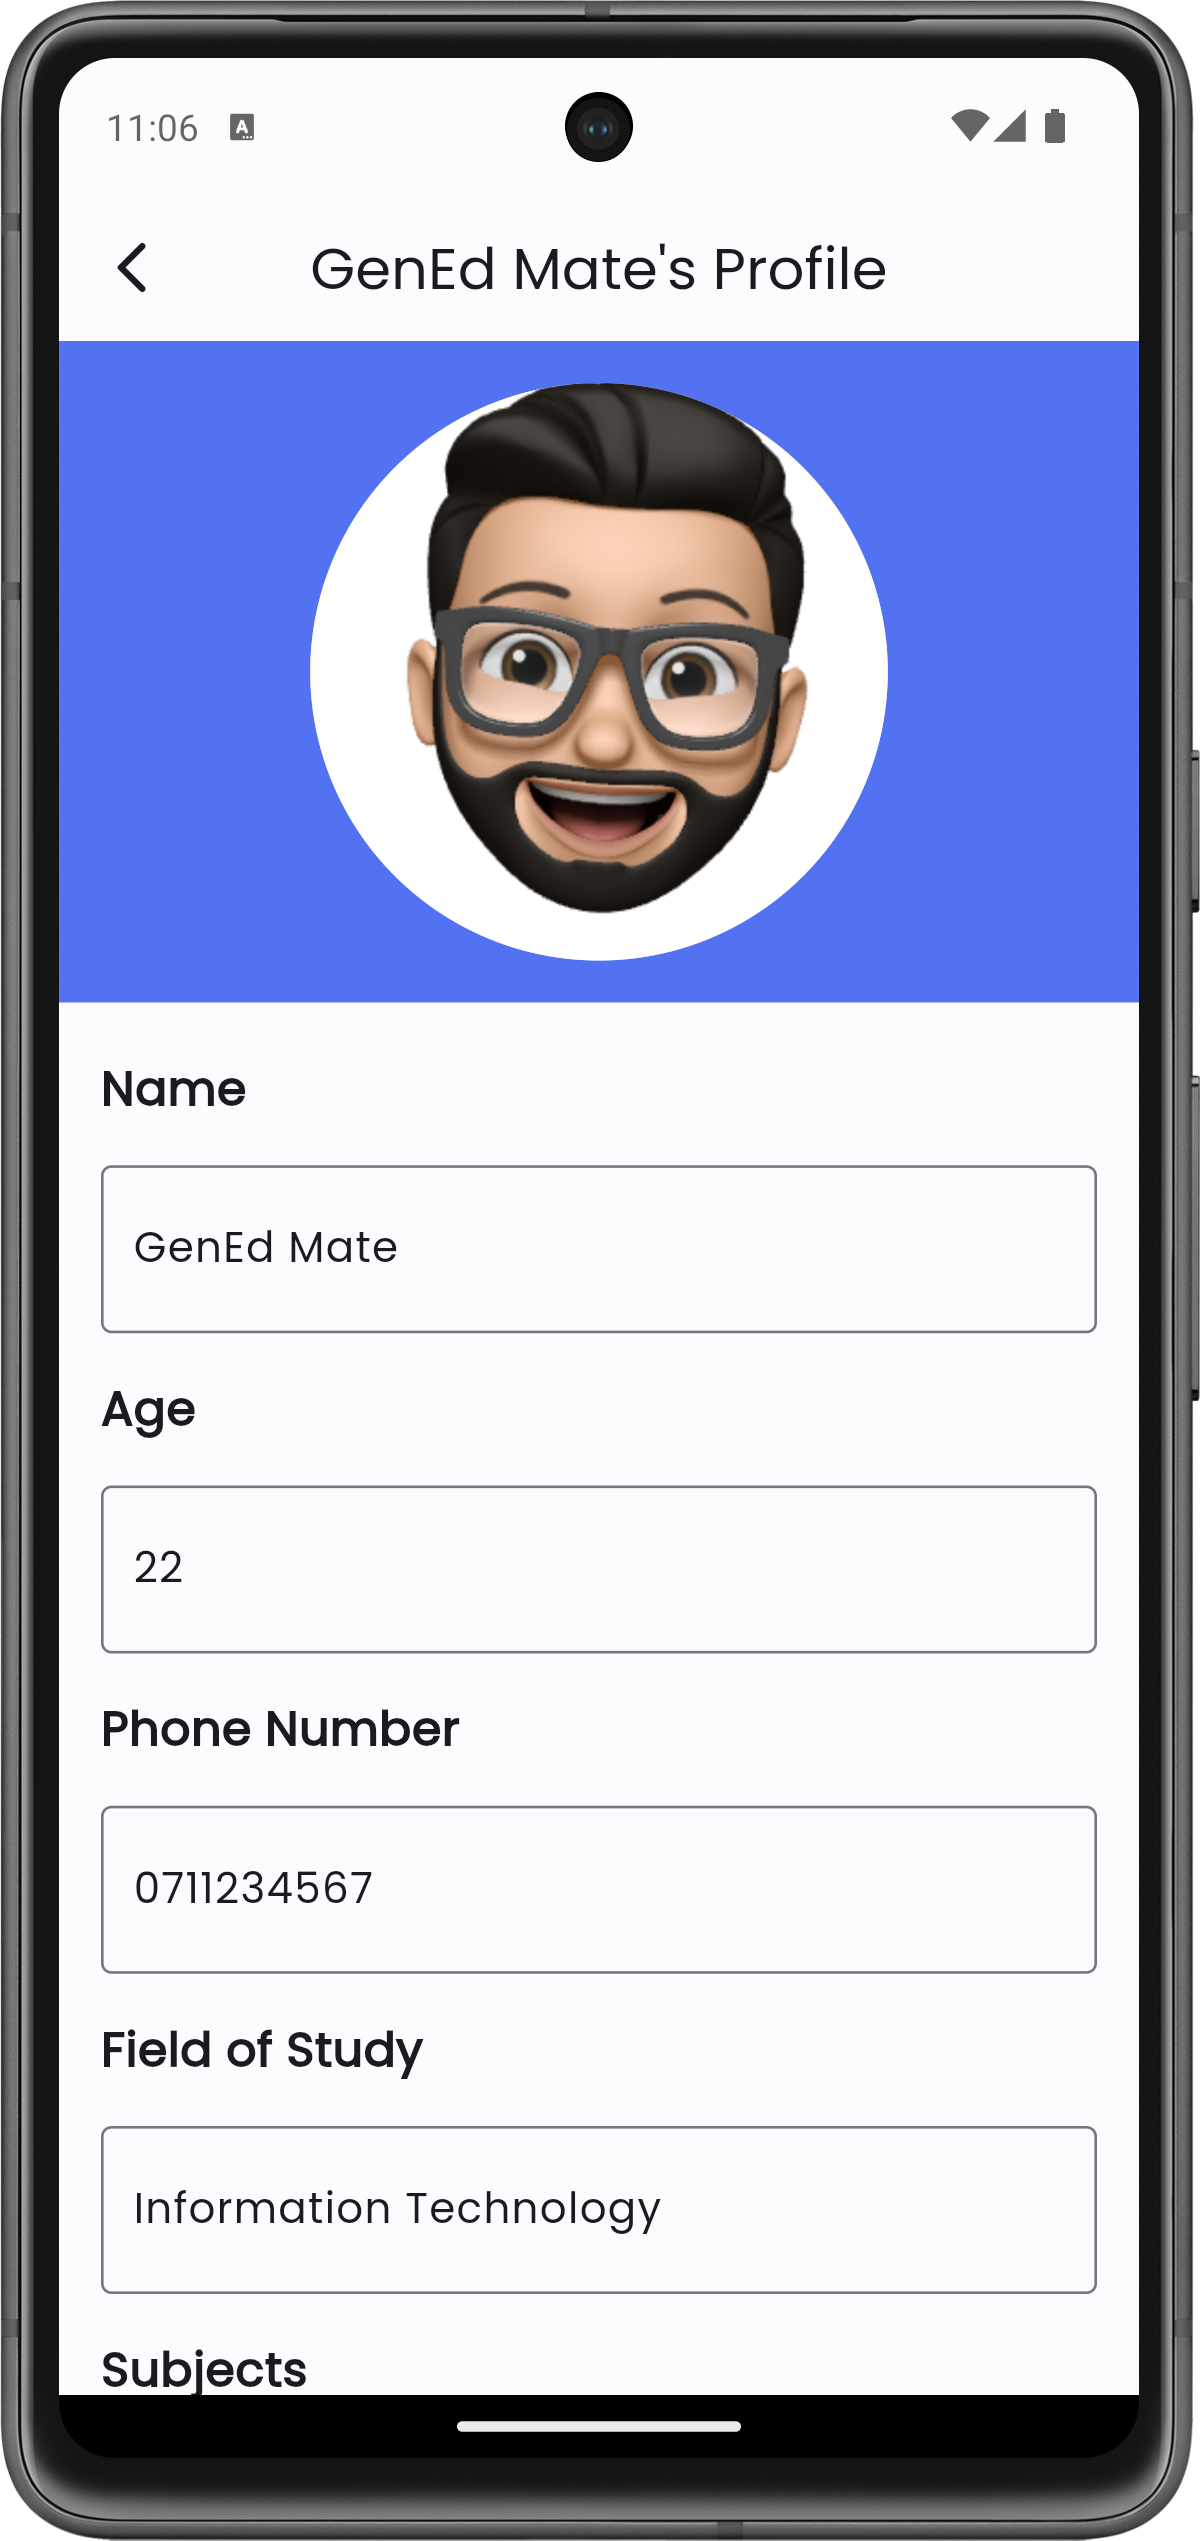 11:06
GenEd Mate's Profile
Name
GenEd Mate
Age
22
Phone Number
0711234567
Field of Study
Information Technology
Subjects